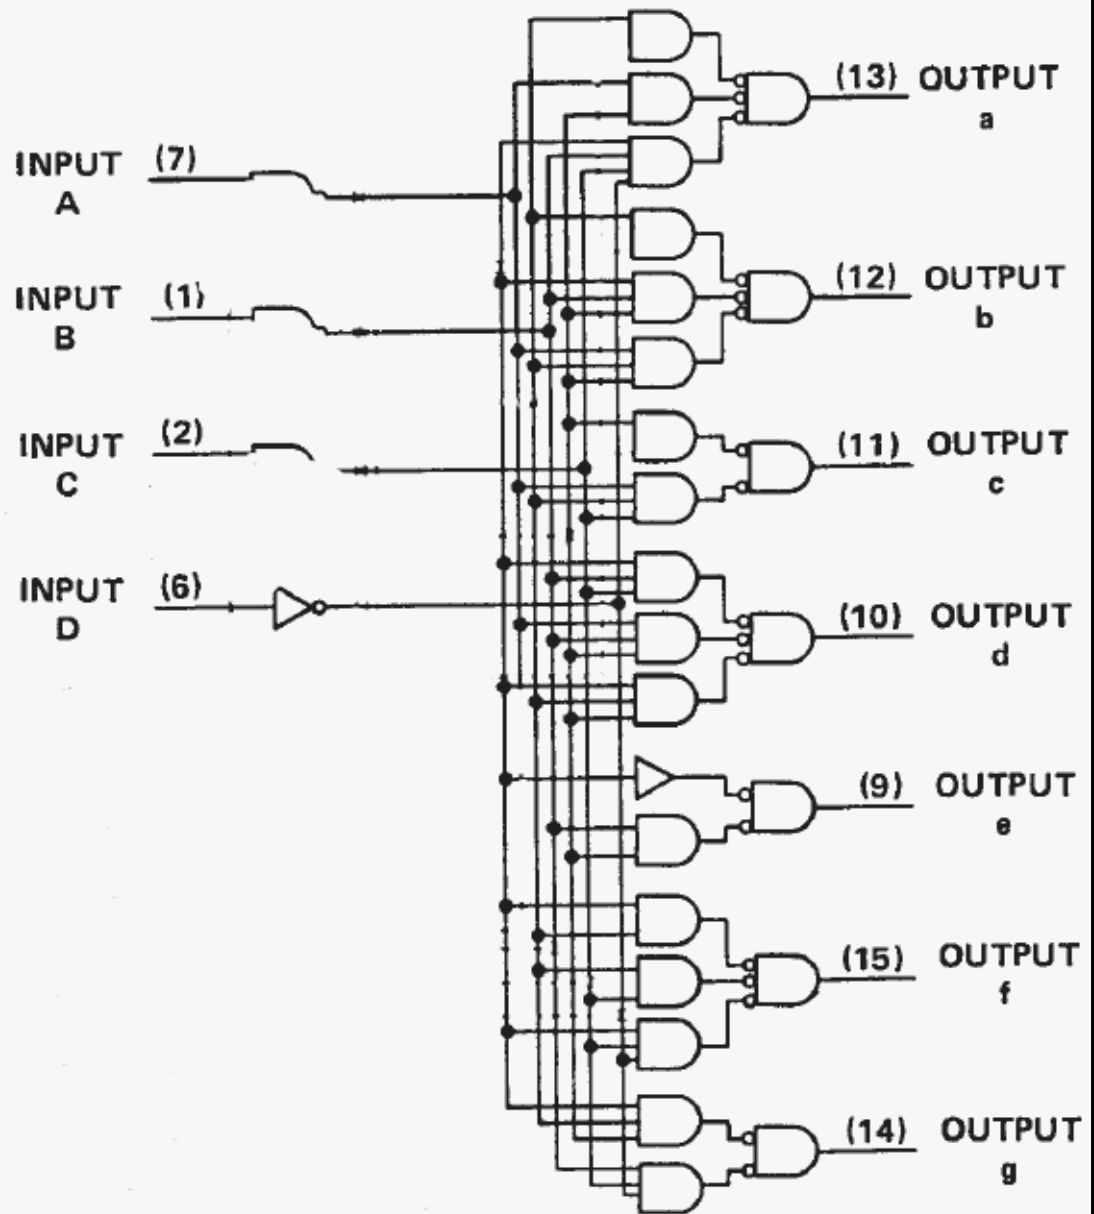 (13) OUTPUT
a
INPUT (7)
A
(12) OUTPUT
b
INPUT (1)
B
(11) OUTPUT
c
INPUT (2)
C
INPUT (6)
D
(10) OUTPUT
d
(9) OUTPUT
e
(15) OUTPUT
f
(14) OUTPUT
g